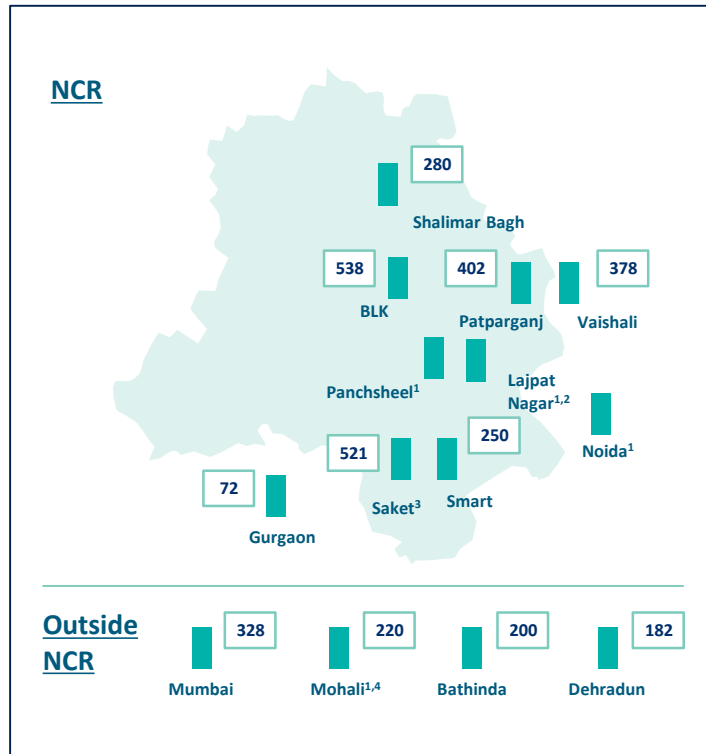 NCR
280
Shalimar Bagh
538
BLK
402
Patparganj
378
Vaishali
Panchsheel¹
Lajpat
Nagar¹,²
Noida¹
521
Saket³
250
Smart
72
Gurgaon
Outside
NCR
328
Mumbai
220
Mohali¹,⁴
200
Bathinda
182
Dehradun